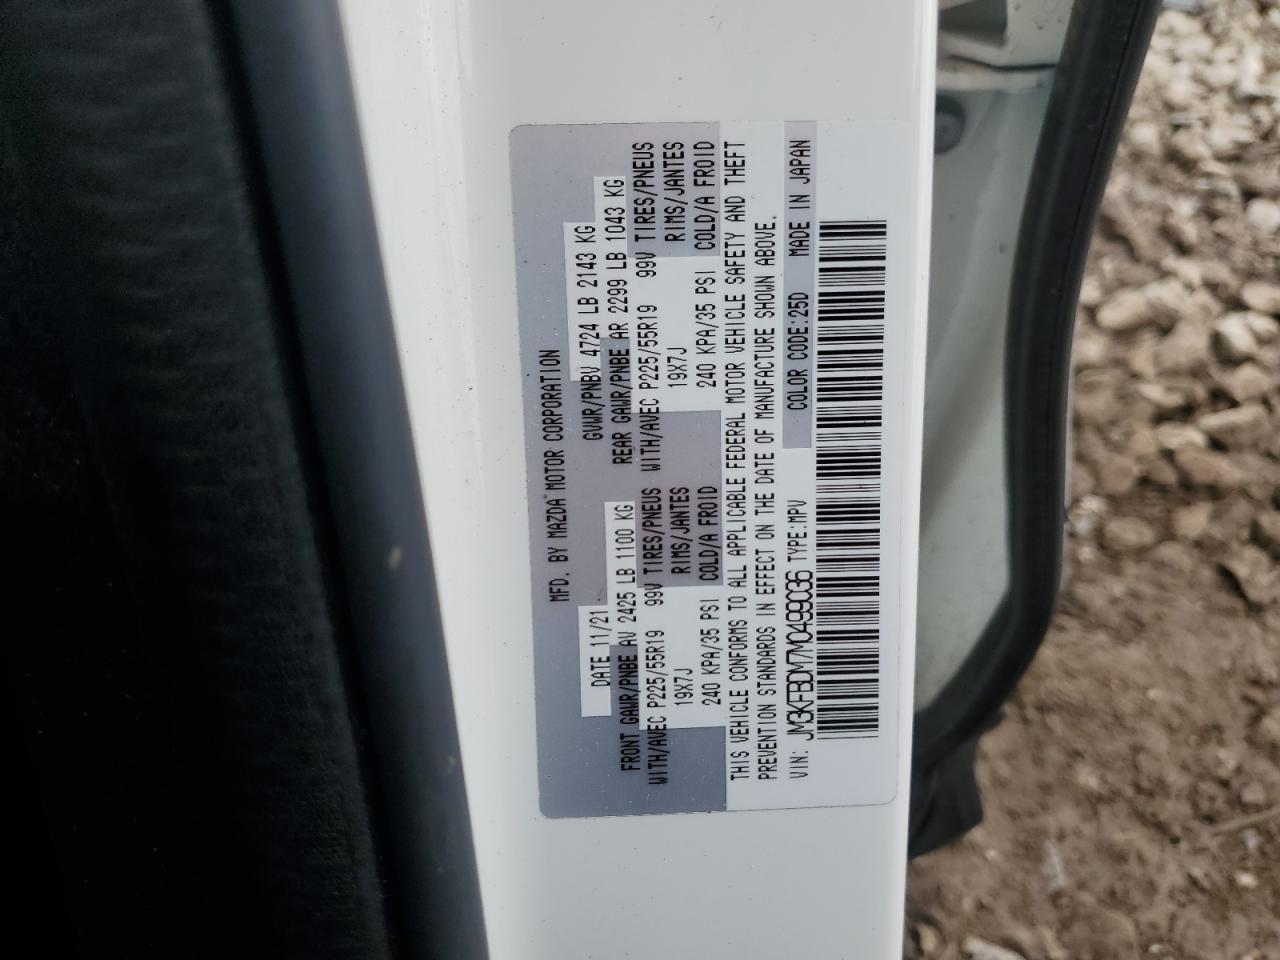 MFD. BY MAZDA MOTOR CORPORATION
DATE 11/21 GVWR/PNBV 4724 LB 2143 KG
FRONT GAWR/PNBE AV 2425 LB 1100 KG REAR GAWR/PNBE AR 2299 LB 1043 KG
WITH/AVEC P225/55R19 99V TIRES/PNEUS WITH/AVEC P225/55R19 99V TIRES/PNEUS
19X7J RIMS/JANTES 19X7J RIMS/JANTES
240 KPA/35 PSI COLD/A FROID 240 KPA/35 PSI COLD/A FROID
THIS VEHICLE CONFORMS TO ALL APPLICABLE FEDERAL MOTOR VEHICLE SAFETY AND THEFT
PREVENTION STANDARDS IN EFFECT ON THE DATE OF MANUFACTURE SHOWN ABOVE.
VIN: JM3KFBDM7M0499036 TYPE:MPV COLOR CODE:25D MADE IN JAPAN